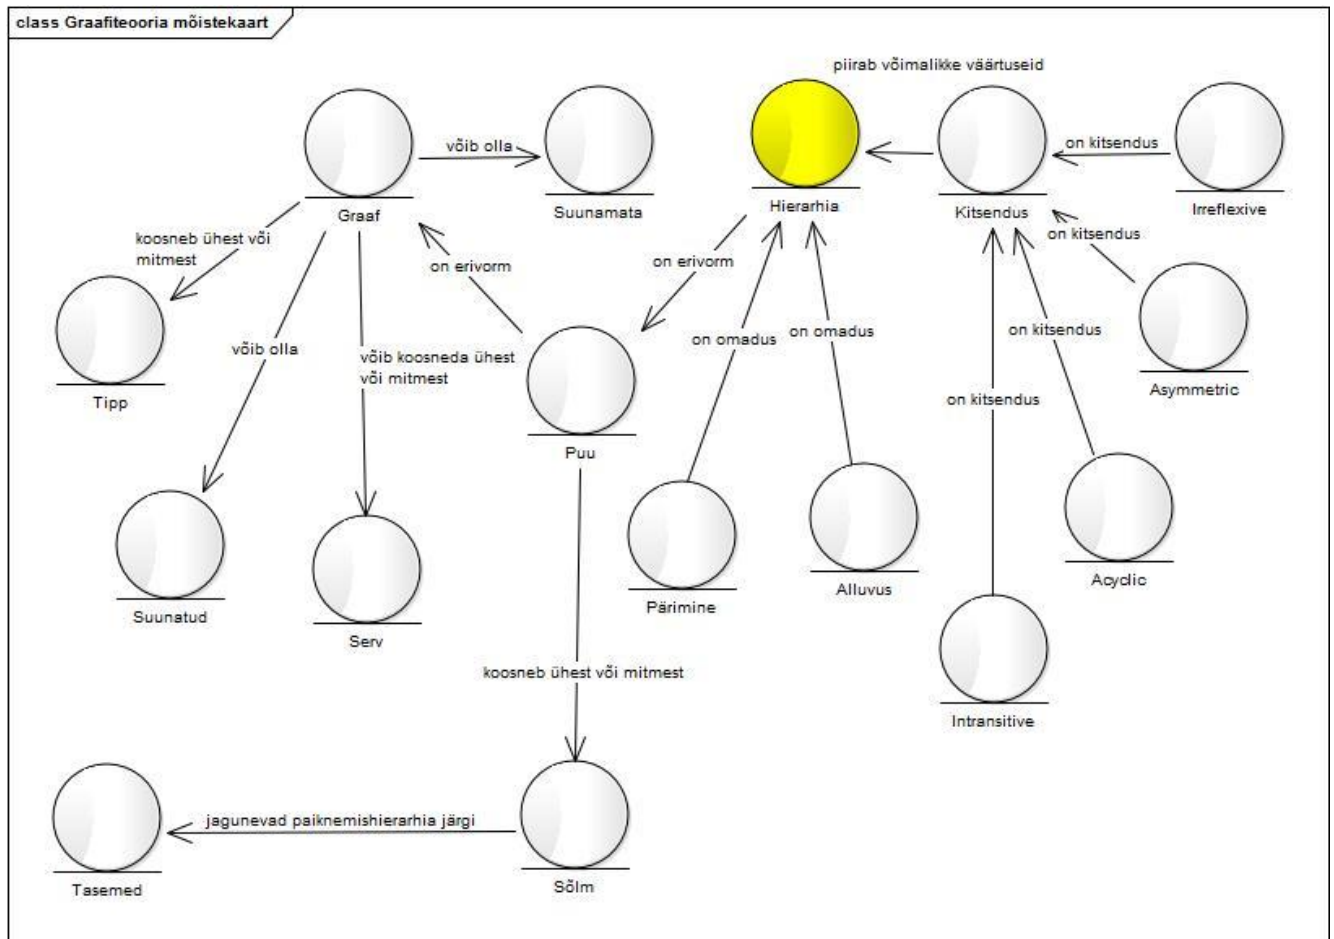 class Graafiteooria mõistekaart
piirab võimalikke väärtuseid
võib olla
on kitsendus
Graaf
Suunamata
Hierarhia
Kitsendus
Irreflexive
koosneb ühest või
mitmest
on erivorm
on erivorm
on kitsendus
võib olla
võib koosneda ühest
või mitmest
on omadus
on omadus
on kitsendus
Tipp
Puu
on kitsendus
Asymmetric
Suunatud
Serv
Pärimine
Alluvus
Acyclic
koosneb ühest või mitmest
Intransitive
jagunevad paiknemishierarhia järgi
Tasemed
Sõlm